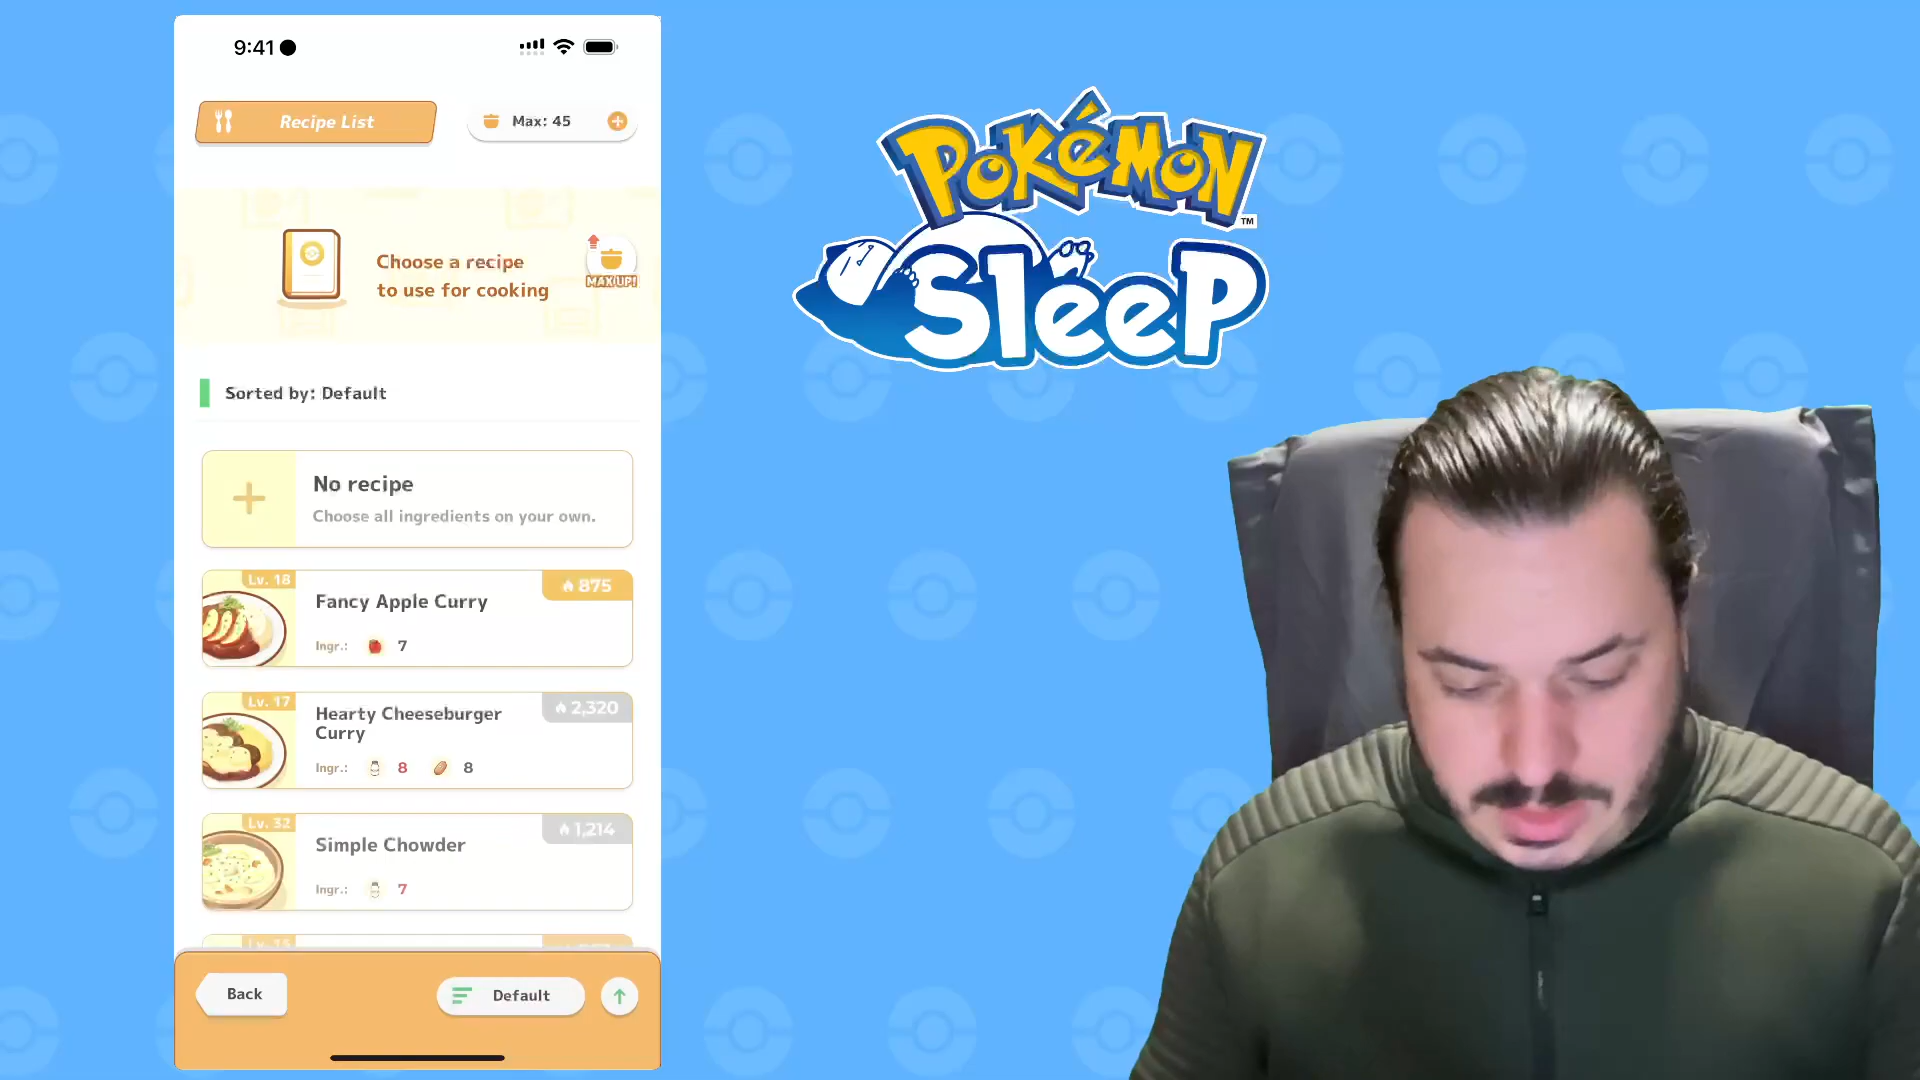 9:41
Recipe List
Max: 45
Choose a recipe
to use for cooking
MAX UP!
Sorted by: Default
No recipe
Choose all ingredients on your own.
Lv. 18
875
Fancy Apple Curry
Ingr.: 7
Lv. 17
2,320
Hearty Cheeseburger
Curry
Ingr.: 8 8
Lv. 32
1,214
Simple Chowder
Ingr.: 7
Back
Default
POKéMON
TM
SleeP